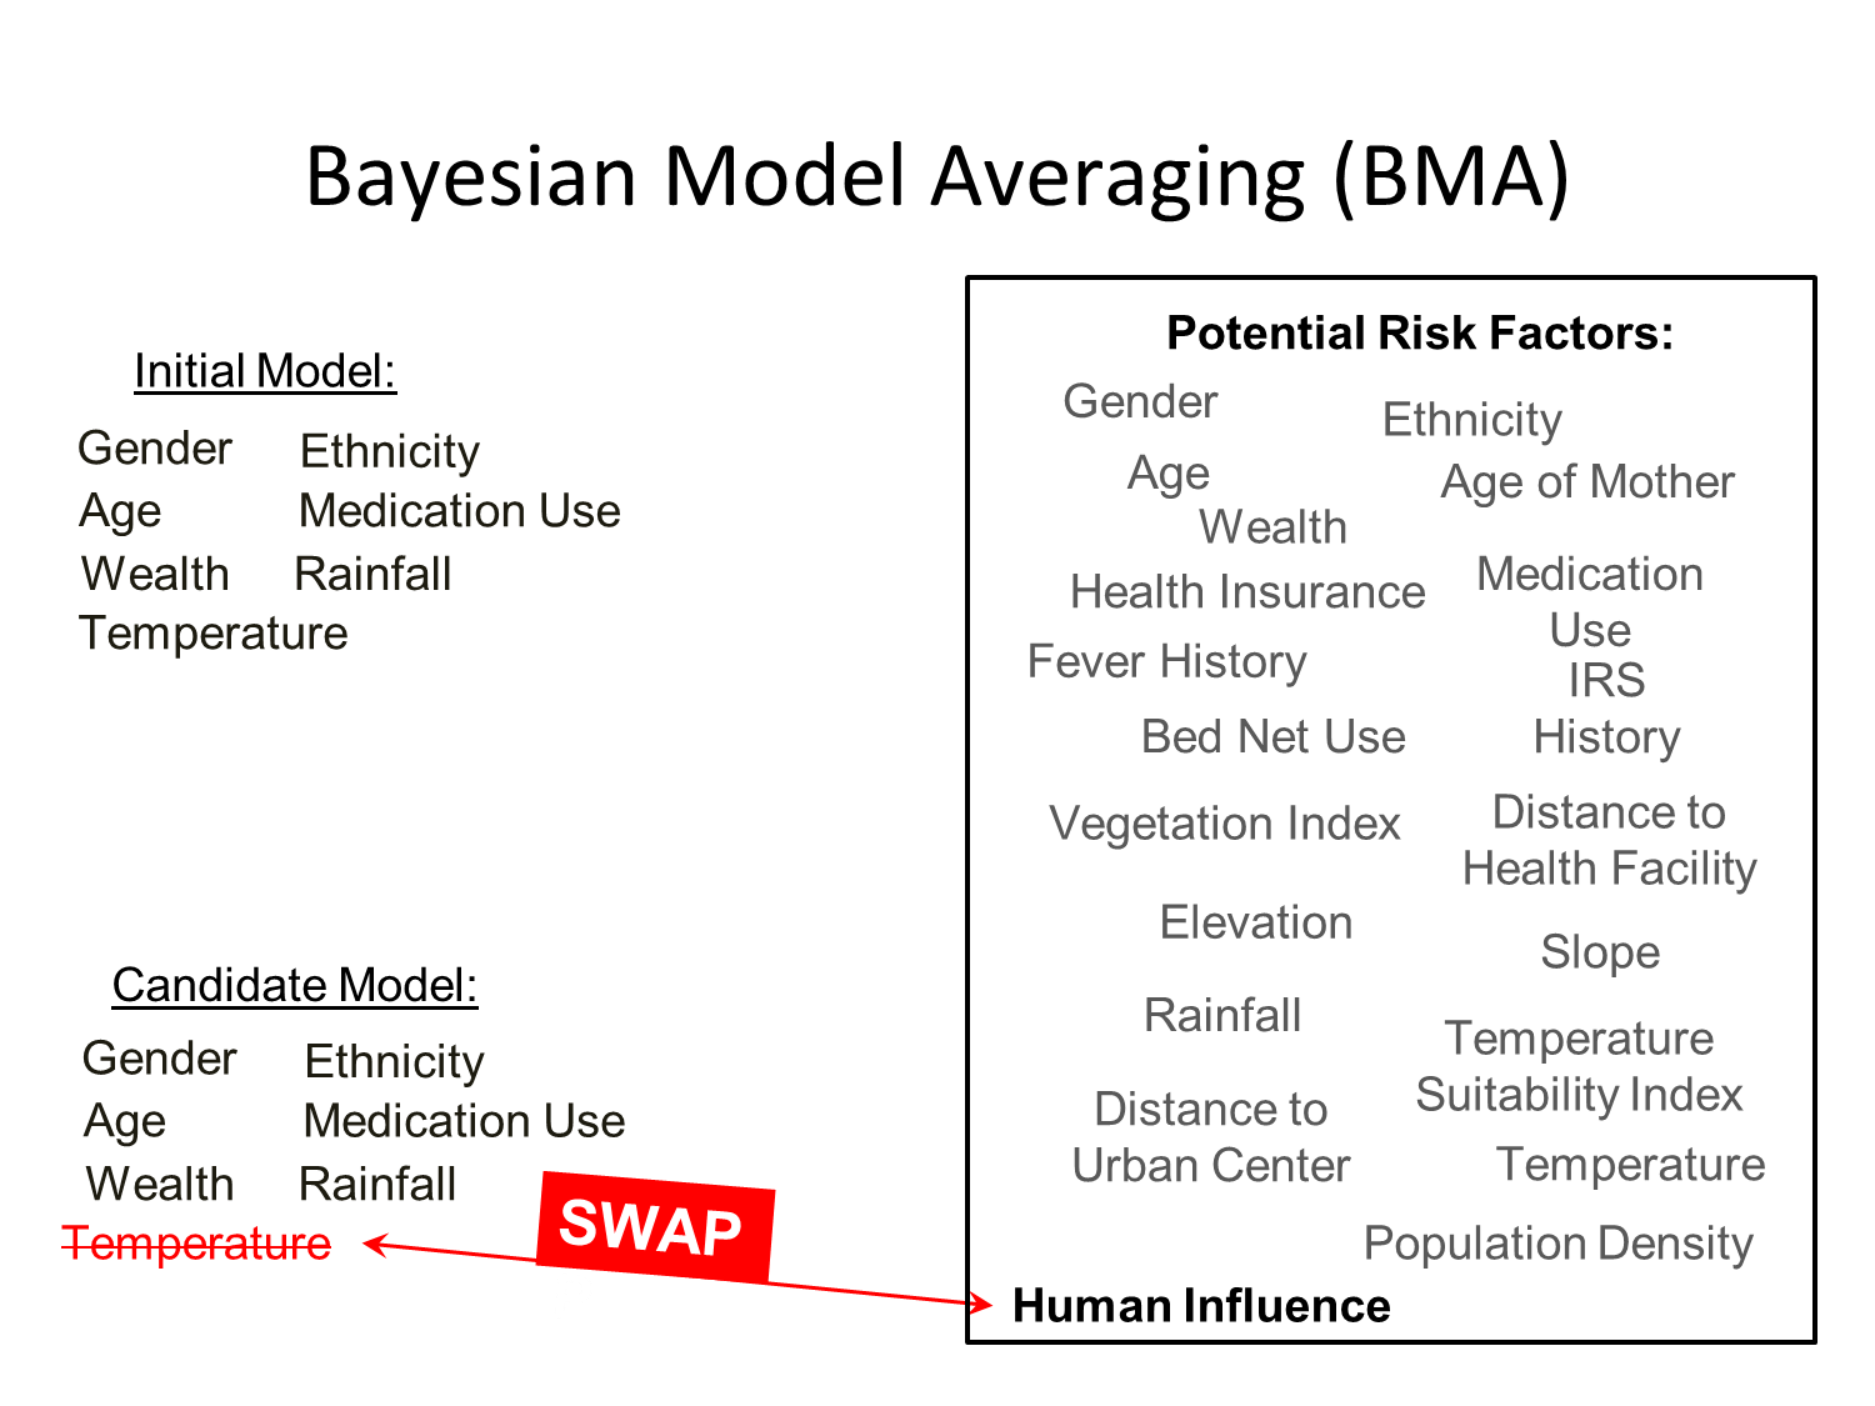 Bayesian Model Averaging (BMA)
Initial Model:
Gender Ethnicity
Age Medication Use
Wealth Rainfall
Temperature
Candidate Model:
Gender Ethnicity
Age Medication Use
Wealth Rainfall
Temperature
SWAP
Potential Risk Factors:
Gender
Ethnicity
Age
Age of Mother
Wealth
Health Insurance
Medication
Use
Fever History
IRS
History
Bed Net Use
Vegetation Index
Distance to
Health Facility
Elevation
Slope
Rainfall
Temperature
Suitability Index
Distance to
Urban Center
Temperature
Population Density
Human Influence